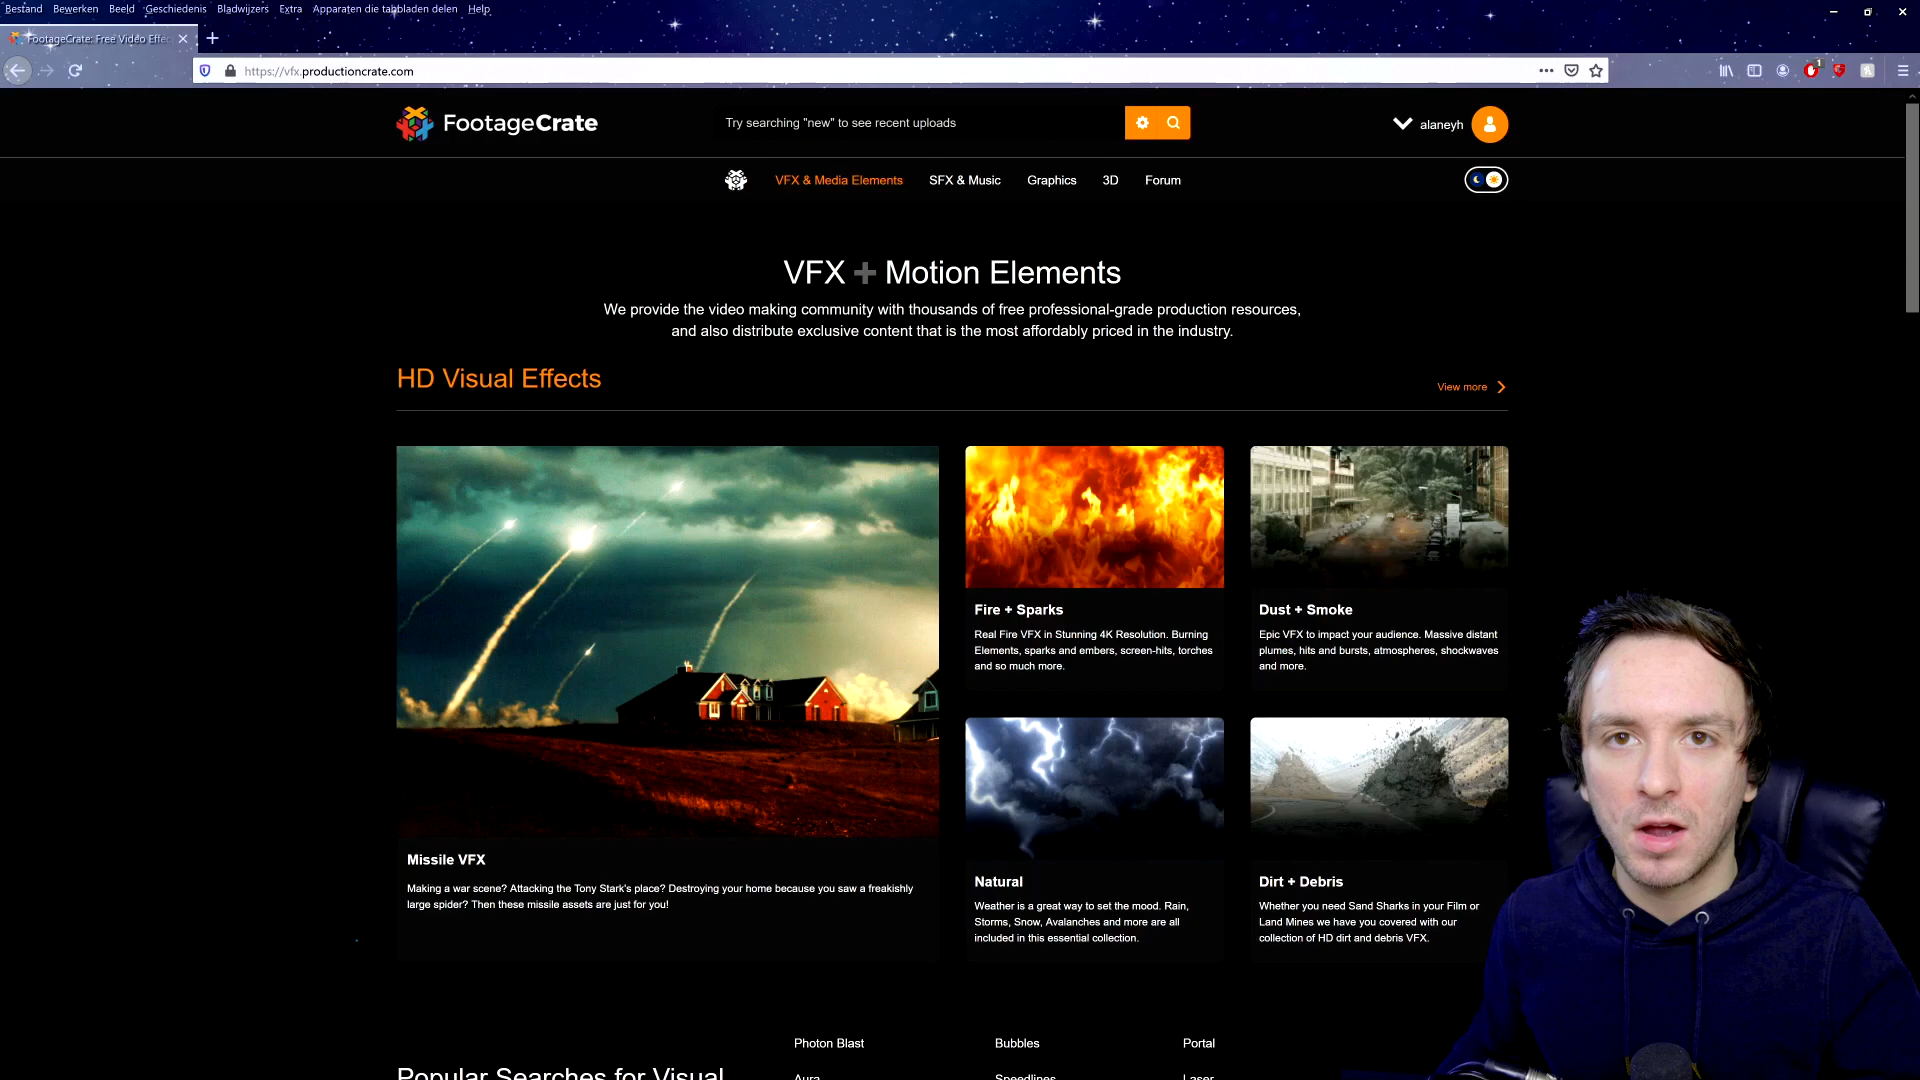 Bestand Bewerken Beeld Geschiedenis Bladwijzers Extra Apparaten die tabbladen delen Help
FootageCrate: Free Video Effe
https://vfx.productioncrate.com
1
FootageCrate
Try searching "new" to see recent uploads
alaneyh
VFX & Media Elements SFX & Music Graphics 3D Forum
VFX + Motion Elements
We provide the video making community with thousands of free professional-grade production resources,
and also distribute exclusive content that is the most affordably priced in the industry.
HD Visual Effects
View more
Fire + Sparks
Real Fire VFX in Stunning 4K Resolution. Burning
Elements, sparks and embers, screen-hits, torches
and so much more.
Dust + Smoke
Epic VFX to impact your audience. Massive distant
plumes, hits and bursts, atmospheres, shockwaves
and more.
Missile VFX
Making a war scene? Attacking the Tony Stark's place? Destroying your home because you saw a freakishly
large spider? Then these missile assets are just for you!
Natural
Weather is a great way to set the mood. Rain,
Storms, Snow, Avalanches and more are all
included in this essential collection.
Dirt + Debris
Whether you need Sand Sharks in your Film or
Land Mines we have you covered with our
collection of HD dirt and debris VFX.
Photon Blast Bubbles Portal
Popular Searches for Visual
Aura Speedlines Laser